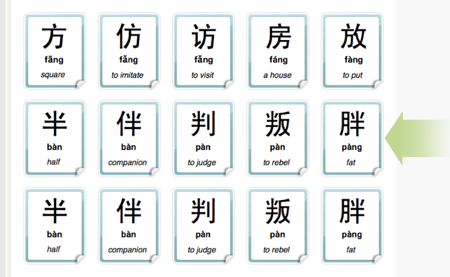 方 仿 访 房 放
fāng fǎng fǎng fáng fàng
square to imitate to visit a house to put
半 伴 判 叛 胖
bàn bàn pàn pàn pàng
half companion to judge to rebel fat
半 伴 判 叛 胖
bàn bàn pàn pàn pàng
half companion to judge to rebel fat